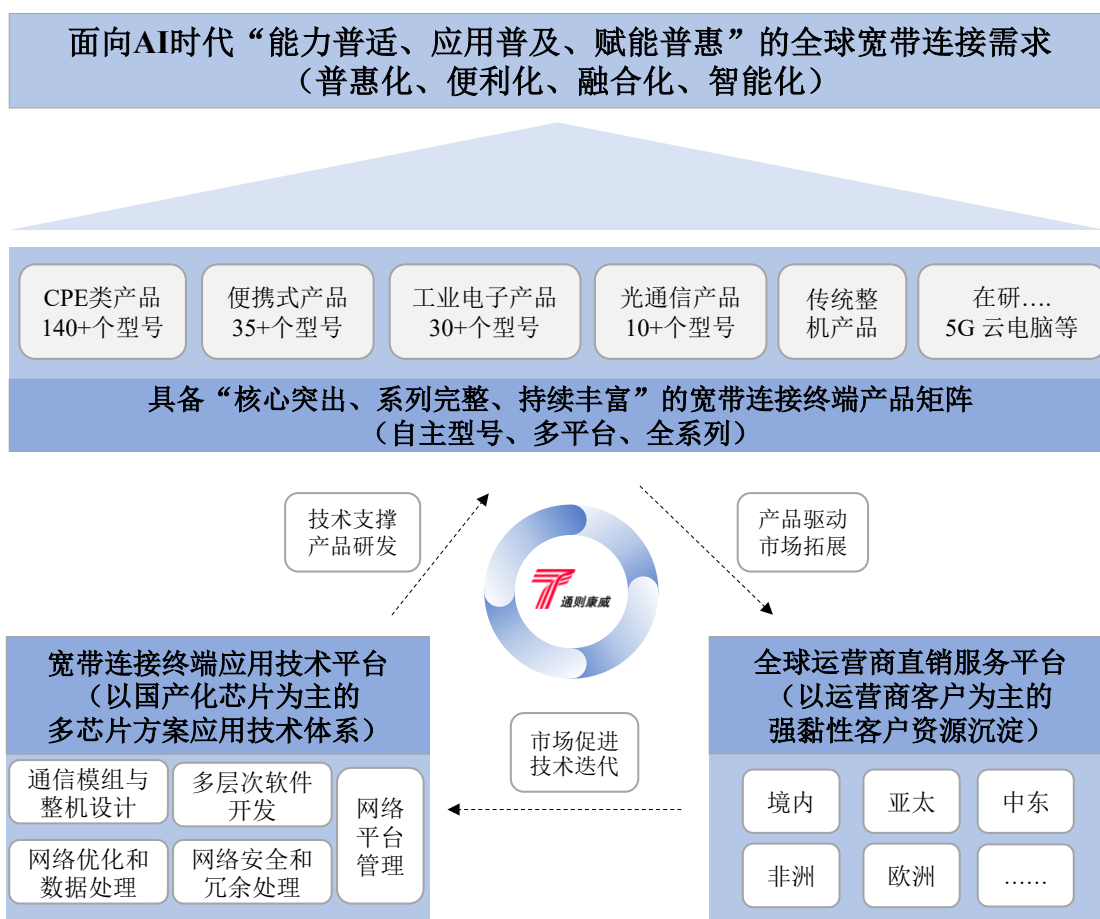 面向AI时代“能力普适、应用普及、赋能普惠”的全球宽带连接需求
（普惠化、便利化、融合化、智能化）
CPE类产品
140+个型号
便携式产品
35+个型号
工业电子产品
30+个型号
光通信产品
10+个型号
传统整
机产品
在研....
5G 云电脑等
具备“核心突出、系列完整、持续丰富”的宽带连接终端产品矩阵
（自主型号、多平台、全系列）
技术支撑
产品研发
产品驱动
市场拓展
通则康威
宽带连接终端应用技术平台
（以国产化芯片为主的
多芯片方案应用技术体系）
全球运营商直销服务平台
（以运营商客户为主的
强黏性客户资源沉淀）
市场促进
技术迭代
通信模组与
整机设计
多层次软件
开发
网络
平台
管理
网络优化和
数据处理
网络安全和
冗余处理
境内
亚太
中东
非洲
欧洲
……